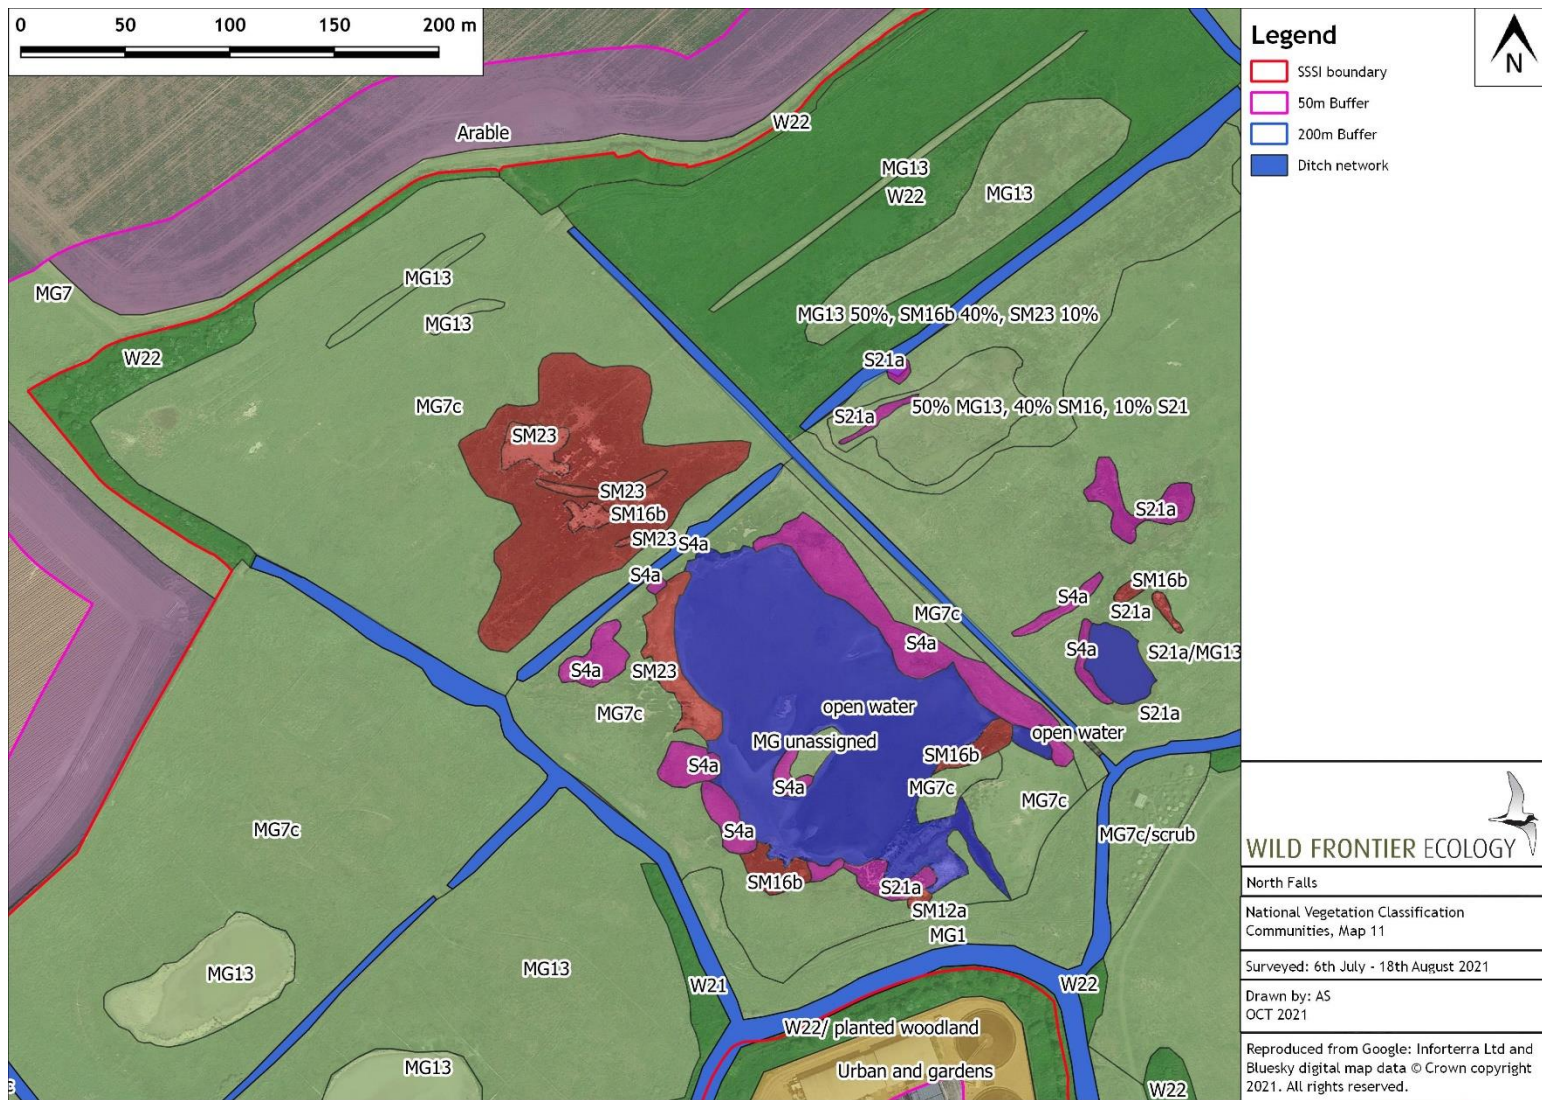 0 50 100 150 200 m
Arable
W22
MG13
W22
MG13
MG7
MG13
MG13
W22
MG13 50%, SM16b 40%, SM23 10%
S21a
MG7c
S21a
50% MG13, 40% SM16, 10% S21
SM23
SM23
SM16b
SM23
S4a
S21a
S4a
SM16b
S4a
S21a
MG7c
S4a
S4a
S21a/MG13
S4a
SM23
MG7c
S21a
open water
open water
MG unassigned
SM16b
S4a
S4a
MG7c
MG7c
MG7c
S4a
MG7c/scrub
SM16b
S21a
SM12a
MG1
MG13
MG13
W21
W22
W22/ planted woodland
MG13
Urban and gardens
W22
Legend
N
SSSI boundary
50m Buffer
200m Buffer
Ditch network
WILD FRONTIER ECOLOGY
North Falls
National Vegetation Classification
Communities, Map 11
Surveyed: 6th July - 18th August 2021
Drawn by: AS
OCT 2021
Reproduced from Google: Inforterra Ltd and
Bluesky digital map data © Crown copyright
2021. All rights reserved.